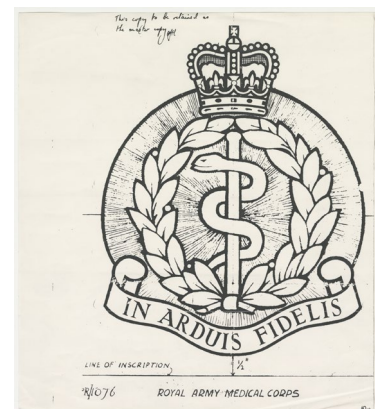 This copy to be retained as
the master copy
IN ARDUIS FIDELIS
LINE OF INSCRIPTION
½"
R/1076 ROYAL ARMY MEDICAL CORPS